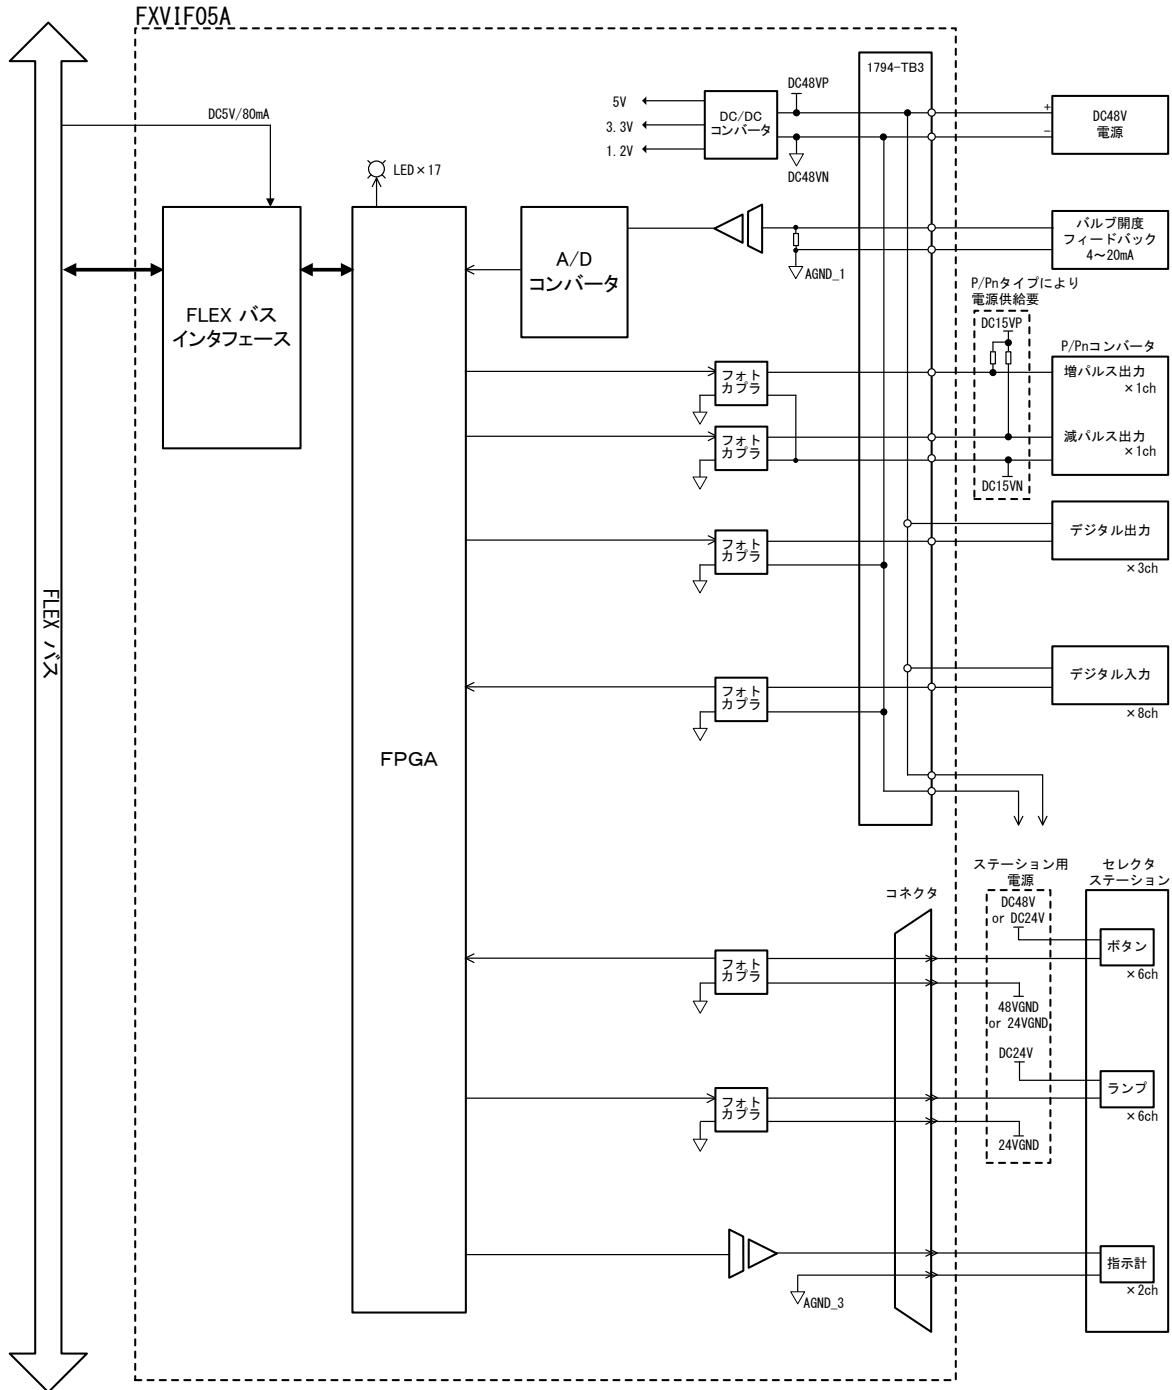 FXVIF05A
1794-TB3
DC48VP
5V
3.3V
1.2V
DC/DC
コンバータ
+
-
DC48V
電源
DC48VN
DC5V/80mA
LED×17
FLEX バス
インタフェース
A/D
コンバータ
AGND_1
バルブ開度
フィードバック
4～20mA
P/Pnタイプにより
電源供給要
DC15VP
P/Pnコンバータ
フォト
カプラ
増パルス出力
×1ch
フォト
カプラ
減パルス出力
×1ch
DC15VN
フォト
カプラ
デジタル出力
×3ch
FLEX バス
フォト
カプラ
デジタル入力
×8ch
FPGA
コネクタ
ステーション用
電源
セレクタ
ステーション
DC48V
or DC24V
フォト
カプラ
ボタン
×6ch
48VGND
or 24VGND
DC24V
フォト
カプラ
ランプ
×6ch
24VGND
指示計
×2ch
AGND_3